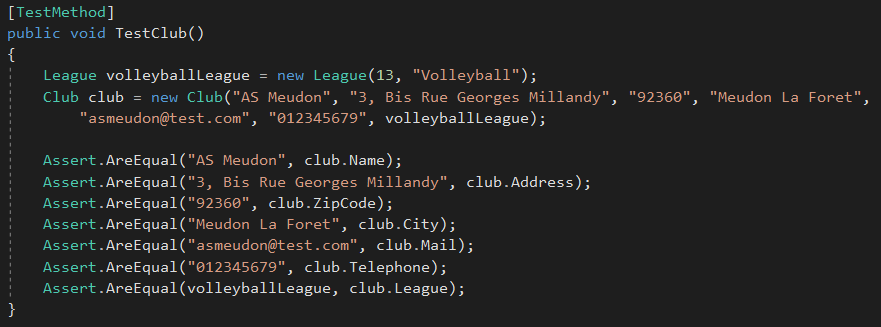 [TestMethod]
public void TestClub()
{
    League volleyballLeague = new League(13, "Volleyball");
    Club club = new Club("AS Meudon", "3, Bis Rue Georges Millandy", "92360", "Meudon La Foret",
        "asmeudon@test.com", "012345679", volleyballLeague);

    Assert.AreEqual("AS Meudon", club.Name);
    Assert.AreEqual("3, Bis Rue Georges Millandy", club.Address);
    Assert.AreEqual("92360", club.ZipCode);
    Assert.AreEqual("Meudon La Foret", club.City);
    Assert.AreEqual("asmeudon@test.com", club.Mail);
    Assert.AreEqual("012345679", club.Telephone);
    Assert.AreEqual(volleyballLeague, club.League);
}